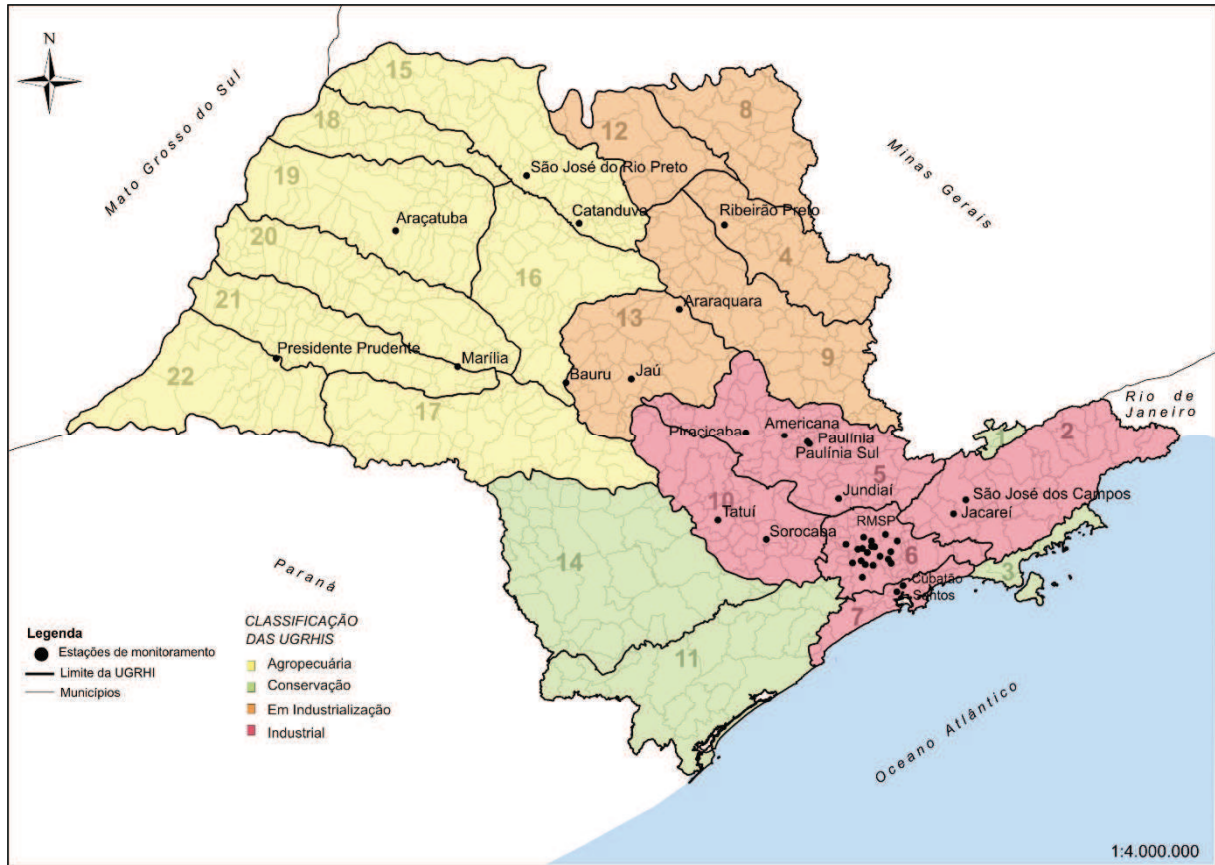 N
Mato Grosso do Sul
Minas Gerais
Rio de
Janeiro
Paraná
Oceano Atlântico
15
18
19
20
21
22
16
17
12
8
4
9
13
14
11
10
5
6
7
1
2
3
São José do Rio Preto
Catanduva
Araçatuba
Ribeirão Preto
Araraquara
Presidente Prudente
Marília
Bauru
Jaú
Piracicaba
Americana
Paulínia
Paulínia Sul
Jundiaí
São José dos Campos
Jacareí
Tatuí
Sorocaba
RMSP
Cubatão
Santos
Legenda
Estações de monitoramento
Limite da UGRHI
Municípios
CLASSIFICAÇÃO
DAS UGRHIS
Agropecuária
Conservação
Em Industrialização
Industrial
1:4.000.000